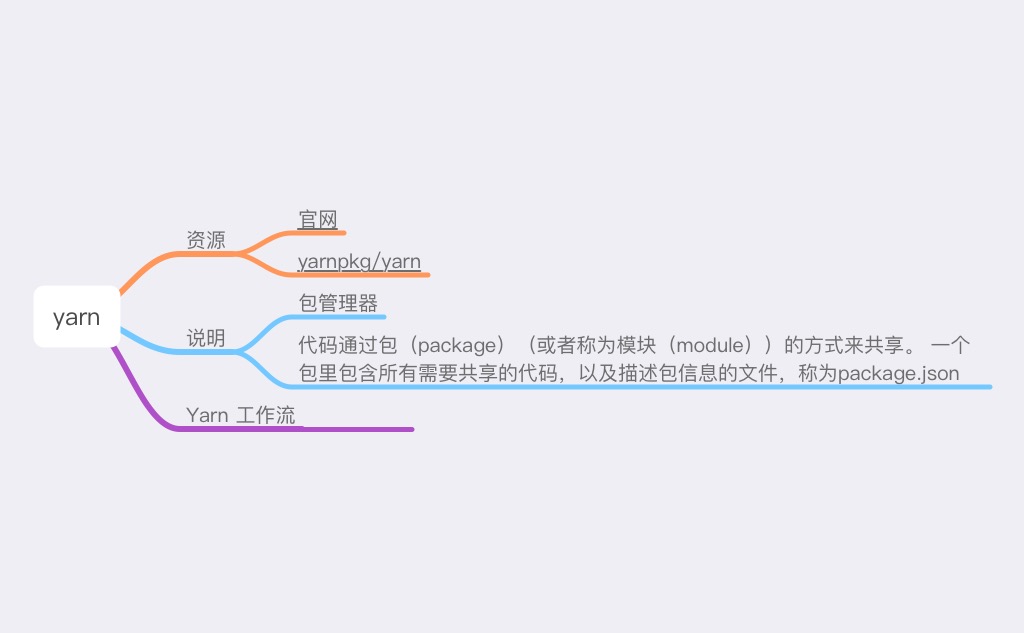 yarn
资源
官网
yarnpkg/yarn
说明
包管理器
代码通过包（package）（或者称为模块（module））的方式来共享。 一个
包里包含所有需要共享的代码，以及描述包信息的文件，称为package.json
Yarn 工作流